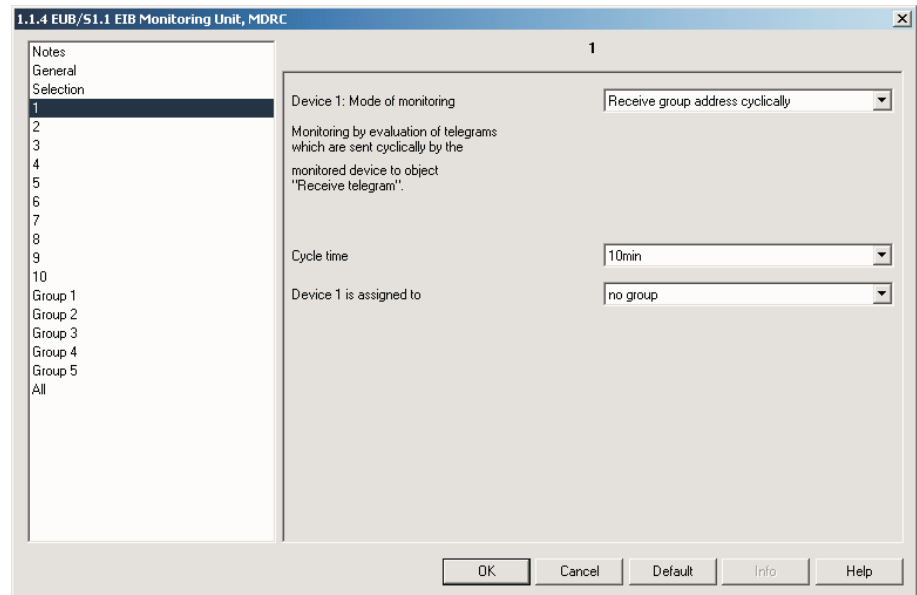 1.1.4 EUB/S1.1 EIB Monitoring Unit, MDRC
Notes
General
Selection
1
2
3
4
5
6
7
8
9
10
Group 1
Group 2
Group 3
Group 4
Group 5
All
1
Device 1: Mode of monitoring
Receive group address cyclically
Monitoring by evaluation of telegrams
which are sent cyclically by the
monitored device to object
"Receive telegram".
Cycle time
10min
Device 1 is assigned to
no group
OK
Cancel
Default
Info
Help